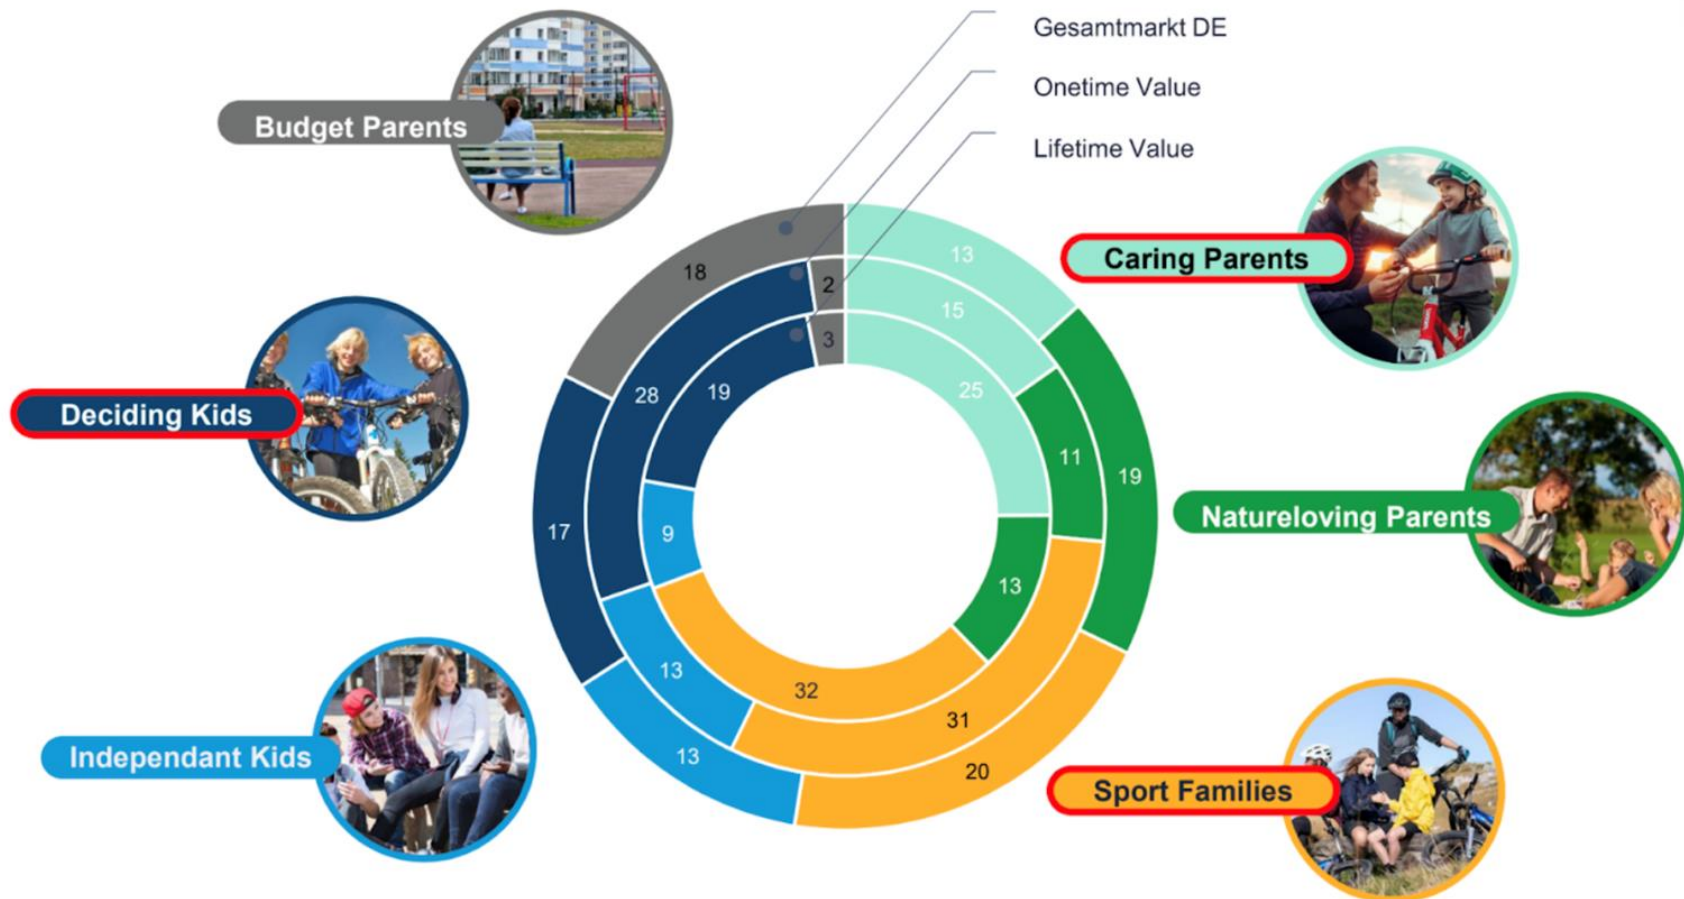 Gesamtmarkt DE
Onetime Value
Lifetime Value
Budget Parents
Caring Parents
Deciding Kids
Natureloving Parents
Independant Kids
Sport Families
13
19
20
13
17
18
15
11
31
13
28
2
25
13
32
9
19
3